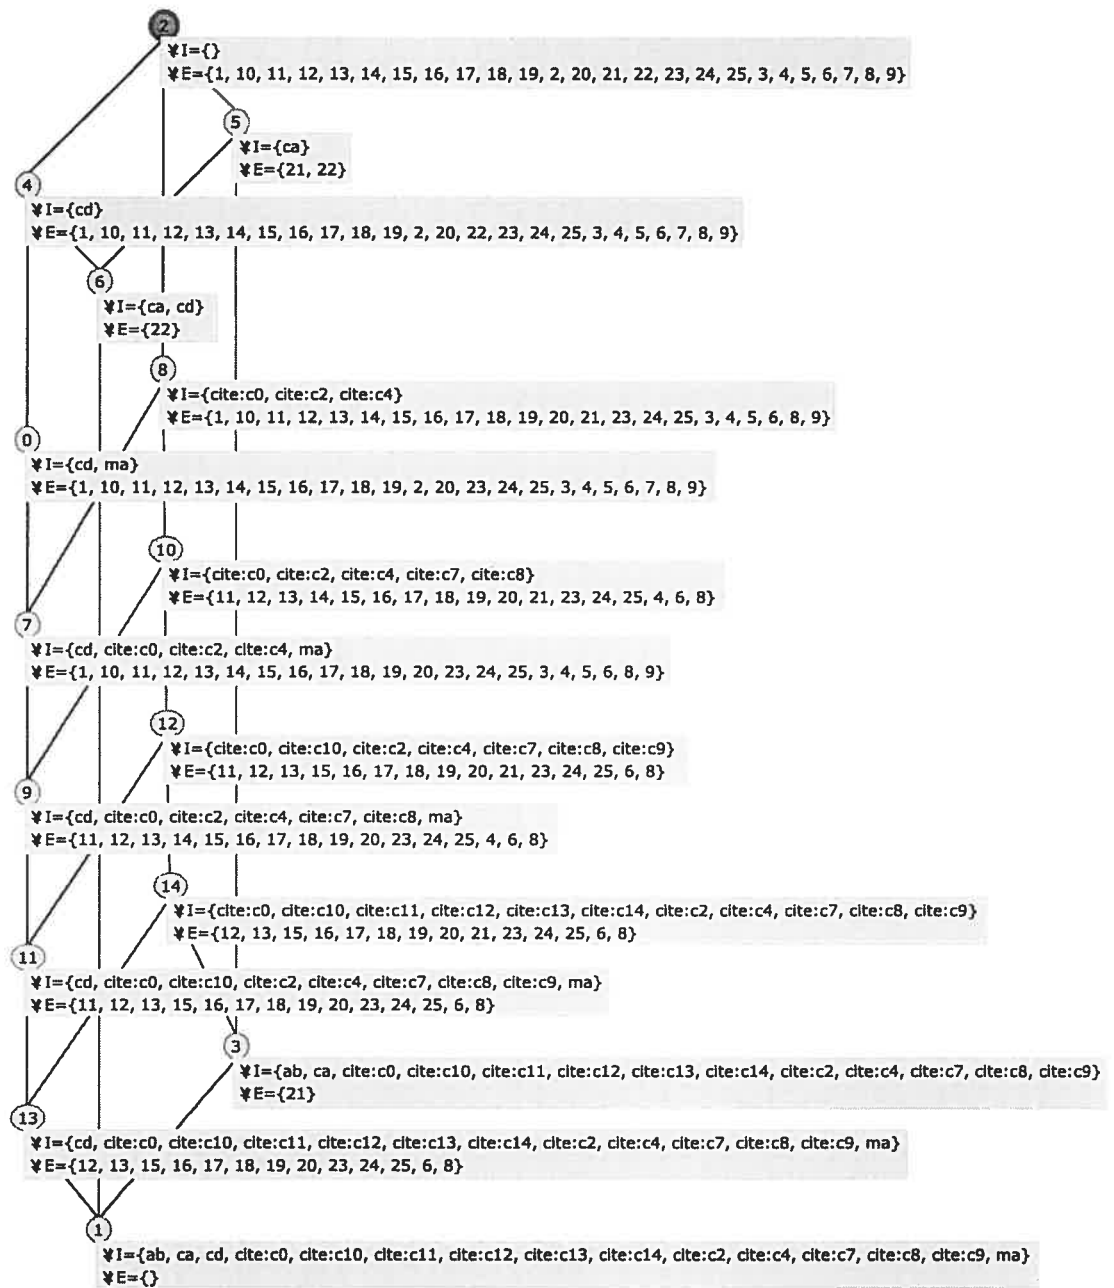 2
¥I={}
¥E={1, 10, 11, 12, 13, 14, 15, 16, 17, 18, 19, 2, 20, 21, 22, 23, 24, 25, 3, 4, 5, 6, 7, 8, 9}
5
¥I={ca}
¥E={21, 22}
4
¥I={cd}
¥E={1, 10, 11, 12, 13, 14, 15, 16, 17, 18, 19, 2, 20, 22, 23, 24, 25, 3, 4, 5, 6, 7, 8, 9}
6
¥I={ca, cd}
¥E={22}
8
¥I={cite:c0, cite:c2, cite:c4}
¥E={1, 10, 11, 12, 13, 14, 15, 16, 17, 18, 19, 20, 21, 23, 24, 25, 3, 4, 5, 6, 8, 9}
0
¥I={cd, ma}
¥E={1, 10, 11, 12, 13, 14, 15, 16, 17, 18, 19, 2, 20, 23, 24, 25, 3, 4, 5, 6, 7, 8, 9}
10
¥I={cite:c0, cite:c2, cite:c4, cite:c7, cite:c8}
¥E={11, 12, 13, 14, 15, 16, 17, 18, 19, 20, 21, 23, 24, 25, 4, 6, 8}
7
¥I={cd, cite:c0, cite:c2, cite:c4, ma}
¥E={1, 10, 11, 12, 13, 14, 15, 16, 17, 18, 19, 20, 23, 24, 25, 3, 4, 5, 6, 8, 9}
12
¥I={cite:c0, cite:c10, cite:c2, cite:c4, cite:c7, cite:c8, cite:c9}
¥E={11, 12, 13, 15, 16, 17, 18, 19, 20, 21, 23, 24, 25, 6, 8}
9
¥I={cd, cite:c0, cite:c2, cite:c4, cite:c7, cite:c8, ma}
¥E={11, 12, 13, 14, 15, 16, 17, 18, 19, 20, 23, 24, 25, 4, 6, 8}
14
¥I={cite:c0, cite:c10, cite:c11, cite:c12, cite:c13, cite:c14, cite:c2, cite:c4, cite:c7, cite:c8, cite:c9}
¥E={12, 13, 15, 16, 17, 18, 19, 20, 21, 23, 24, 25, 6, 8}
11
¥I={cd, cite:c0, cite:c10, cite:c2, cite:c4, cite:c7, cite:c8, cite:c9, ma}
¥E={11, 12, 13, 15, 16, 17, 18, 19, 20, 23, 24, 25, 6, 8}
3
¥I={ab, ca, cite:c0, cite:c10, cite:c11, cite:c12, cite:c13, cite:c14, cite:c2, cite:c4, cite:c7, cite:c8, cite:c9}
¥E={21}
13
¥I={cd, cite:c0, cite:c10, cite:c11, cite:c12, cite:c13, cite:c14, cite:c2, cite:c4, cite:c7, cite:c8, cite:c9, ma}
¥E={12, 13, 15, 16, 17, 18, 19, 20, 23, 24, 25, 6, 8}
1
¥I={ab, ca, cd, cite:c0, cite:c10, cite:c11, cite:c12, cite:c13, cite:c14, cite:c2, cite:c4, cite:c7, cite:c8, cite:c9, ma}
¥E={}